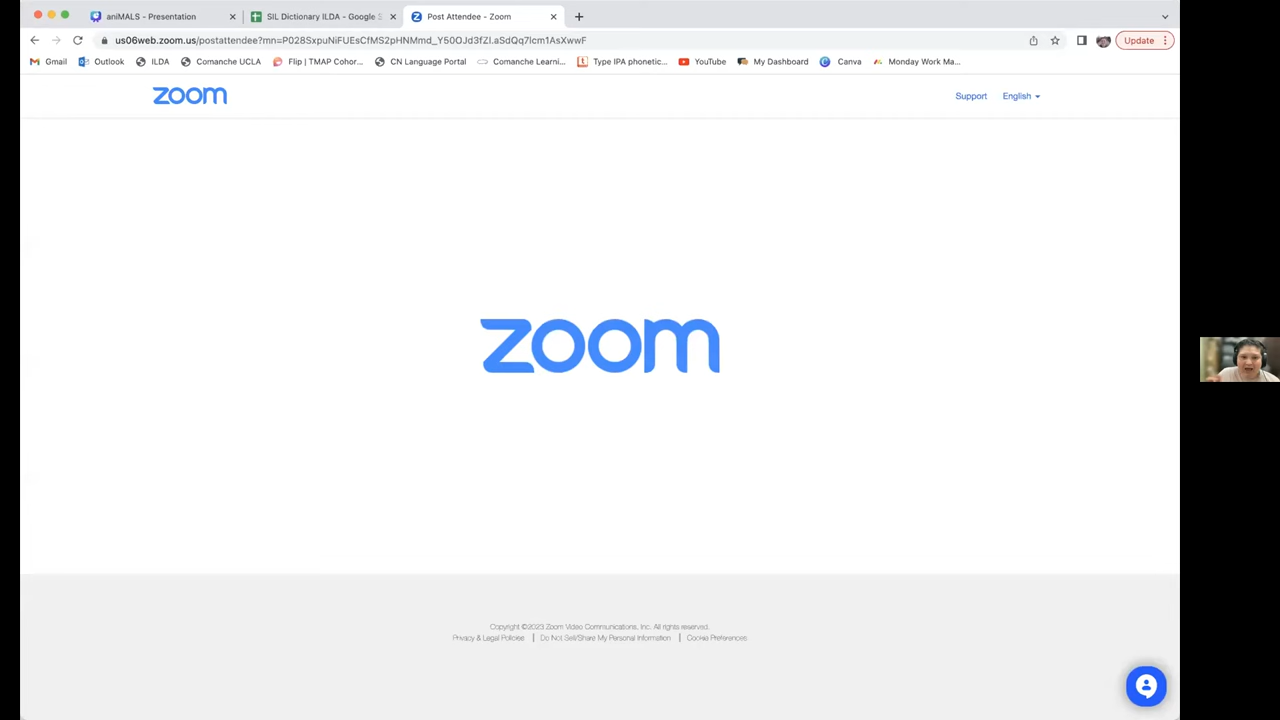 aniMALS - Presentation
SIL Dictionary ILDA - Google S
Post Attendee - Zoom
us06web.zoom.us/postattendee?mn=P028SxpuNiFUEsCfMS2pHNMmd_Y50OJd3fZI.aSdQq7Icm1AsXwwF
Update
Gmail
Outlook
ILDA
Comanche UCLA
Flip | TMAP Cohor...
CN Language Portal
Comanche Learni...
Type IPA phonetic...
YouTube
My Dashboard
Canva
Monday Work Ma...
zoom
Support
English
zoom
Copyright ©2023 Zoom Video Communications, Inc. All rights reserved.
Privacy & Legal Policies | Do Not Sell/Share My Personal Information | Cookie Preferences